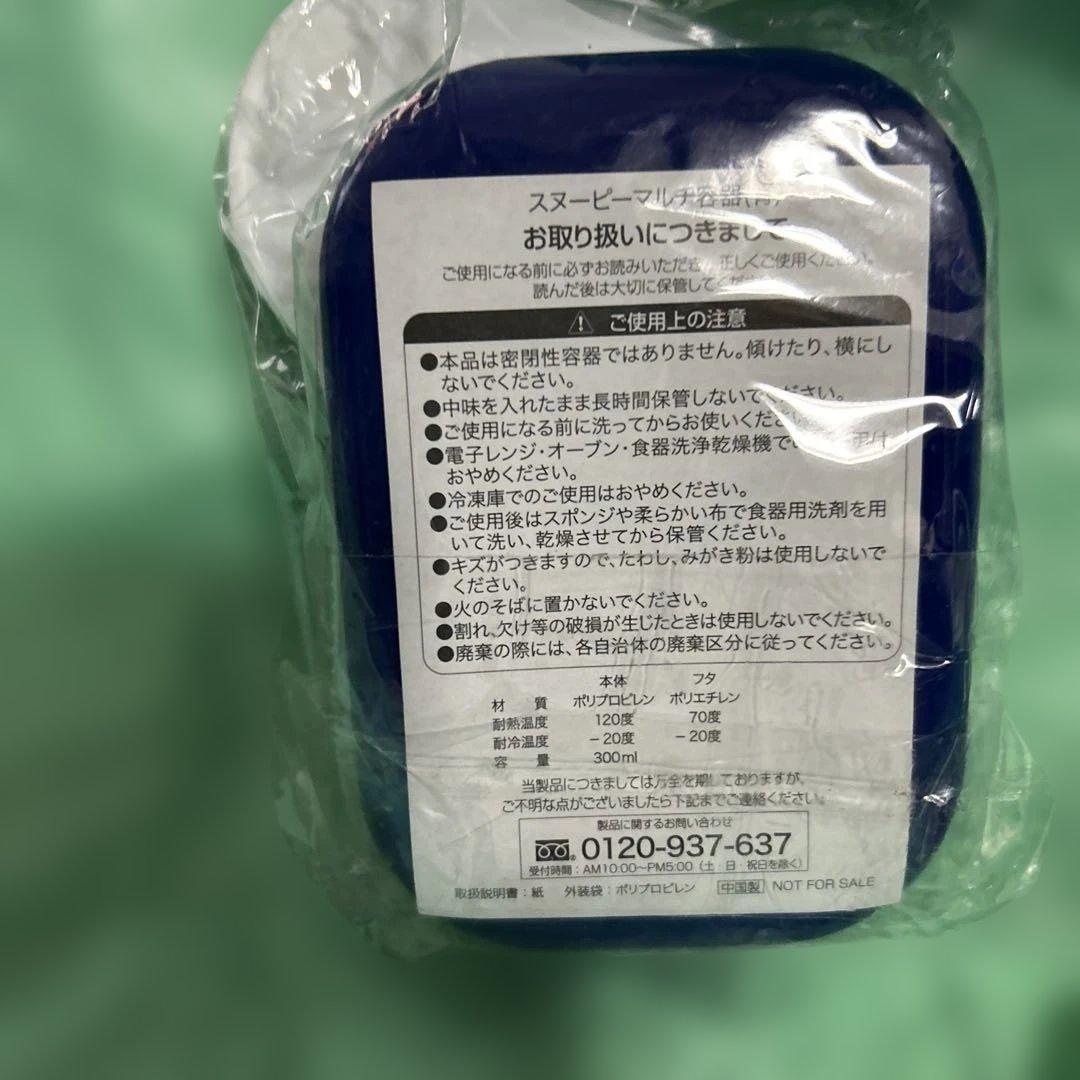 スヌーピーマルチ容器
お取り扱いにつきまして
ご使用になる前に必ずお読みいただき、正しくご使用ください。
読んだ後は大切に保管してくだ
ご使用上の注意
●本品は密閉性容器ではありません。傾けたり、横にし
ないでください。
●中味を入れたまま長時間保管しないでください。
●ご使用になる前に洗ってからお使いくださ
●電子レンジ・オーブン・食器洗浄乾燥機で
おやめください。
●冷凍庫でのご使用はおやめください。
●ご使用後はスポンジや柔らかい布で食器用洗剤を用
いて洗い、乾燥させてから保管ください。
●キズがつきますので、たわし、みがき粉は使用しないで
ください。
●火のそばに置かないでください。
●割れ、欠け等の破損が生じたときは使用しないでください。
●廃棄の際には、各自治体の廃棄区分に従ってください。
本体 フタ
材 質 ポリプロピレン ポリエチレン
耐熱温度 120度 70度
耐冷温度 －20度 －20度
容 量 300ml
当製品につきましては万全を期しておりますが、
ご不明な点がございましたら下記までご連絡ください。
製品に関するお問い合わせ
0120-937-637
受付時間：AM10:00～PM5:00（土・日・祝日を除く）
取扱説明書：紙 外装袋：ポリプロピレン 中国製 NOT FOR SALE